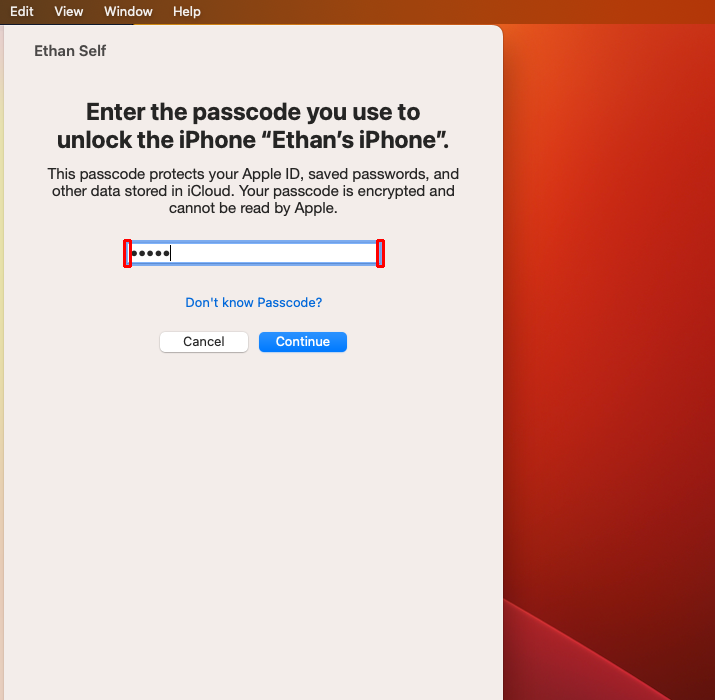 Edit View Window Help
Ethan Self
Enter the passcode you use to
unlock the iPhone “Ethan’s iPhone”.
This passcode protects your Apple ID, saved passwords, and
other data stored in iCloud. Your passcode is encrypted and
cannot be read by Apple.
•••••
Don't know Passcode?
Cancel Continue